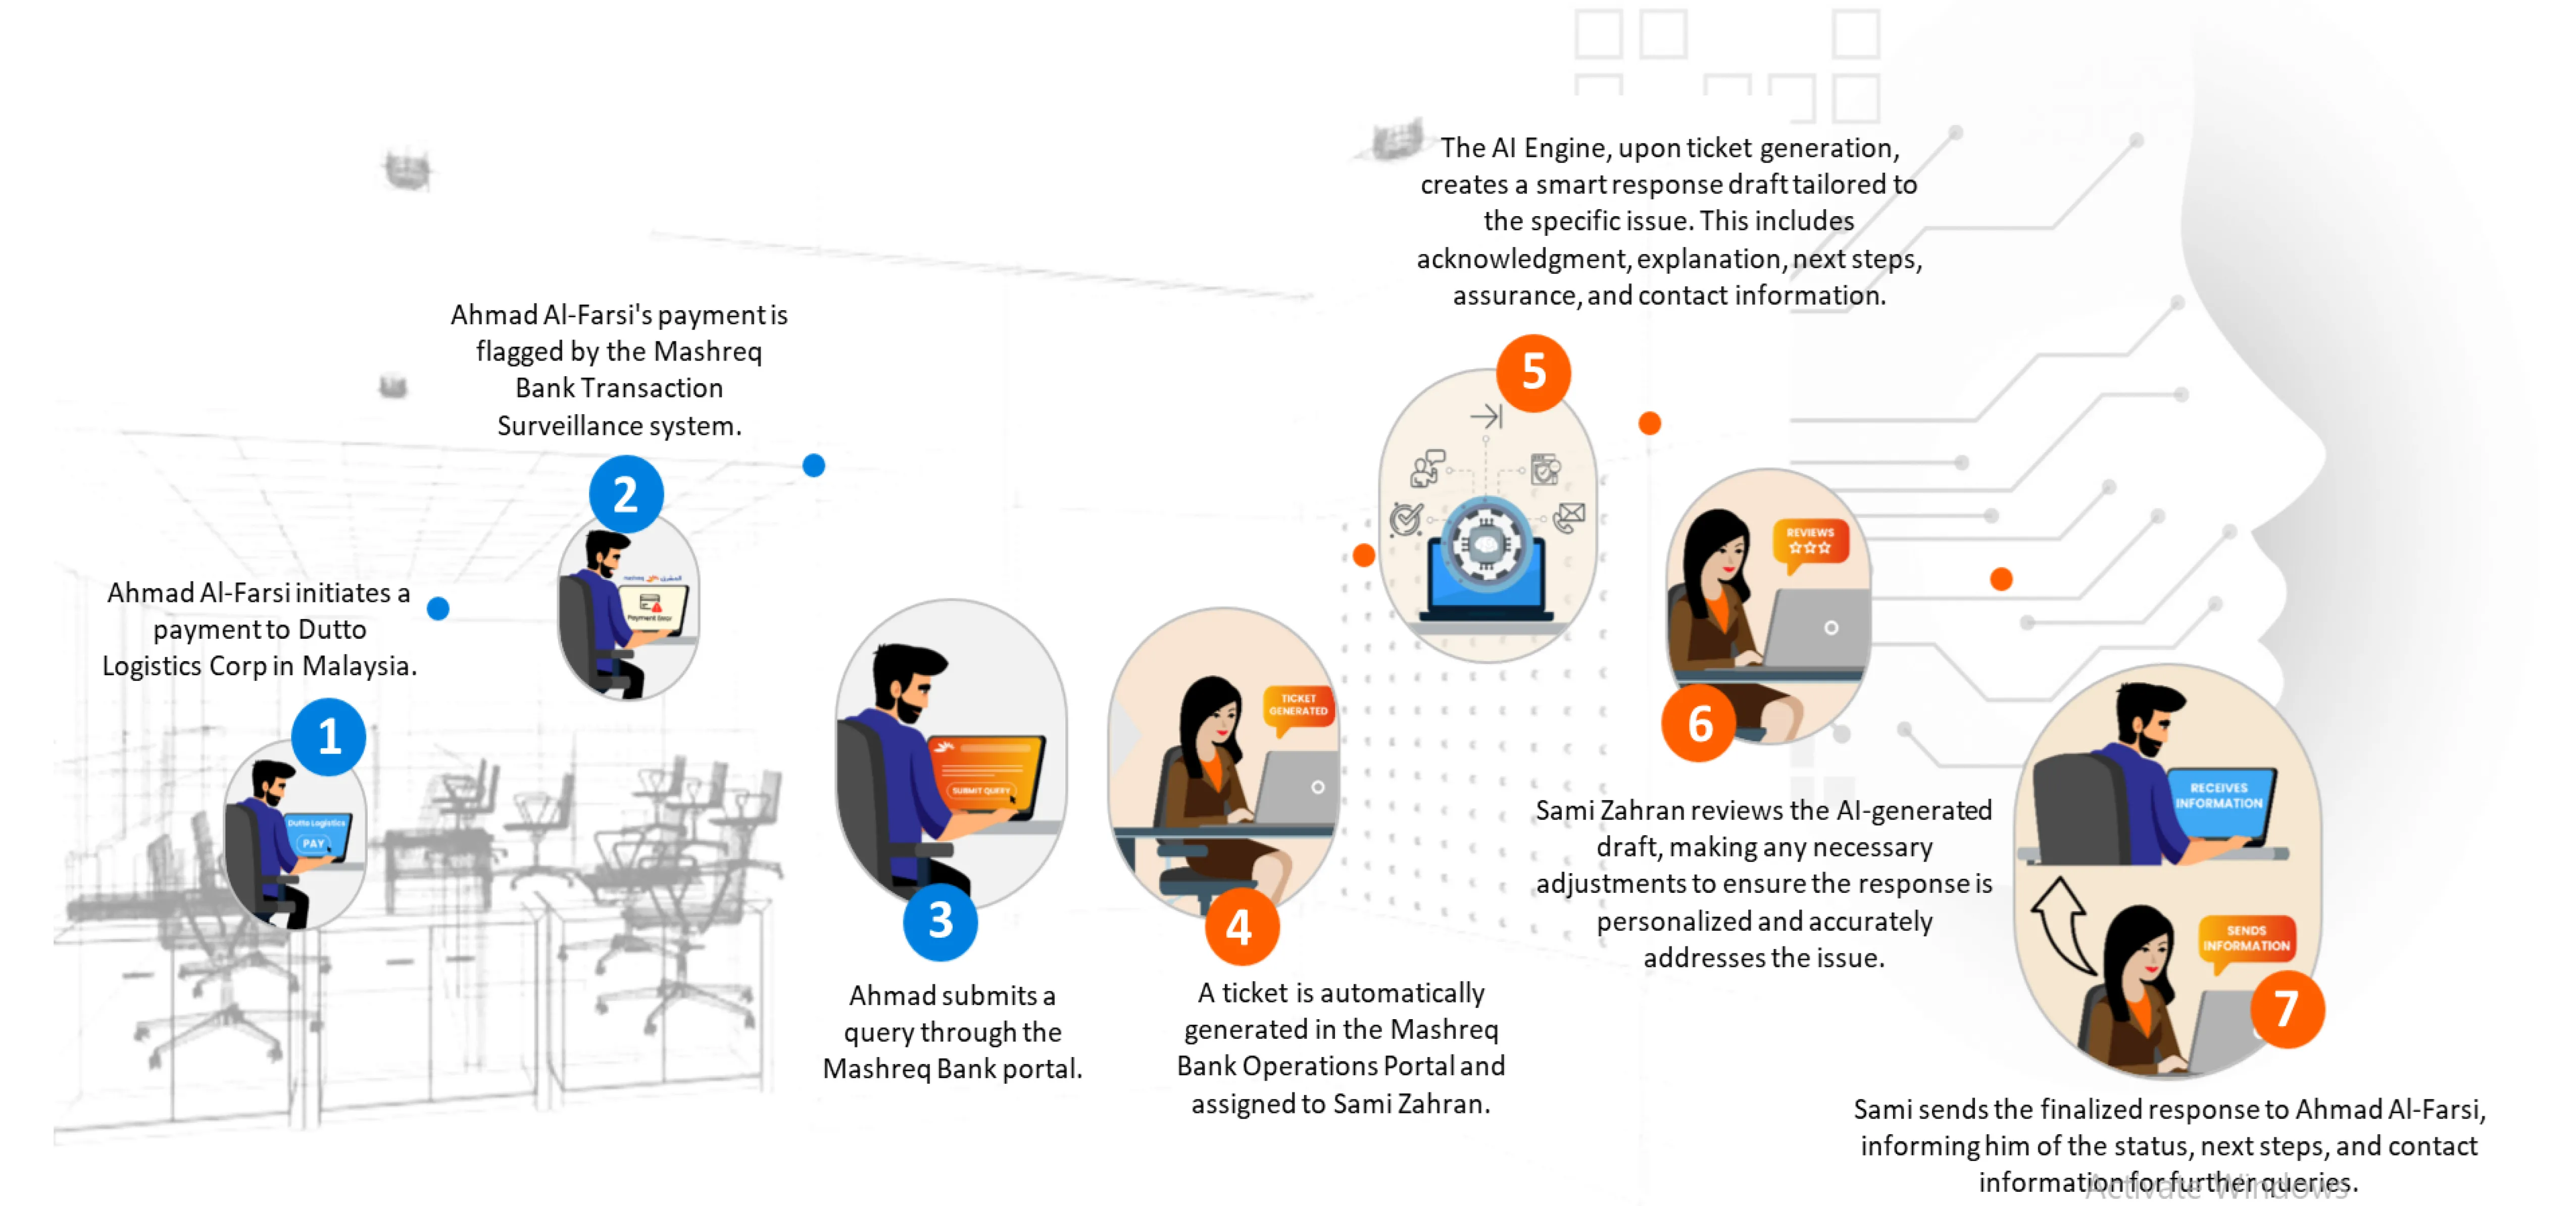 Ahmad Al-Farsi initiates a
payment to Dutto
Logistics Corp in Malaysia.
1
Dutto Logistics
PAY
Ahmad Al-Farsi's payment is
flagged by the Mashreq
Bank Transaction
Surveillance system.
2
mashreq المشرق
Payment Error
SUBMIT QUERY
3
Ahmad submits a
query through the
Mashreq Bank portal.
TICKET
GENERATED
4
A ticket is automatically
generated in the Mashreq
Bank Operations Portal and
assigned to Sami Zahran.
The AI Engine, upon ticket generation,
creates a smart response draft tailored to
the specific issue. This includes
acknowledgment, explanation, next steps,
assurance, and contact information.
5
REVIEWS
6
Sami Zahran reviews the AI-generated
draft, making any necessary
adjustments to ensure the response is
personalized and accurately
addresses the issue.
RECEIVES
INFORMATION
SENDS
INFORMATION
7
Sami sends the finalized response to Ahmad Al-Farsi,
informing him of the status, next steps, and contact
information for further queries.
Activate Windows